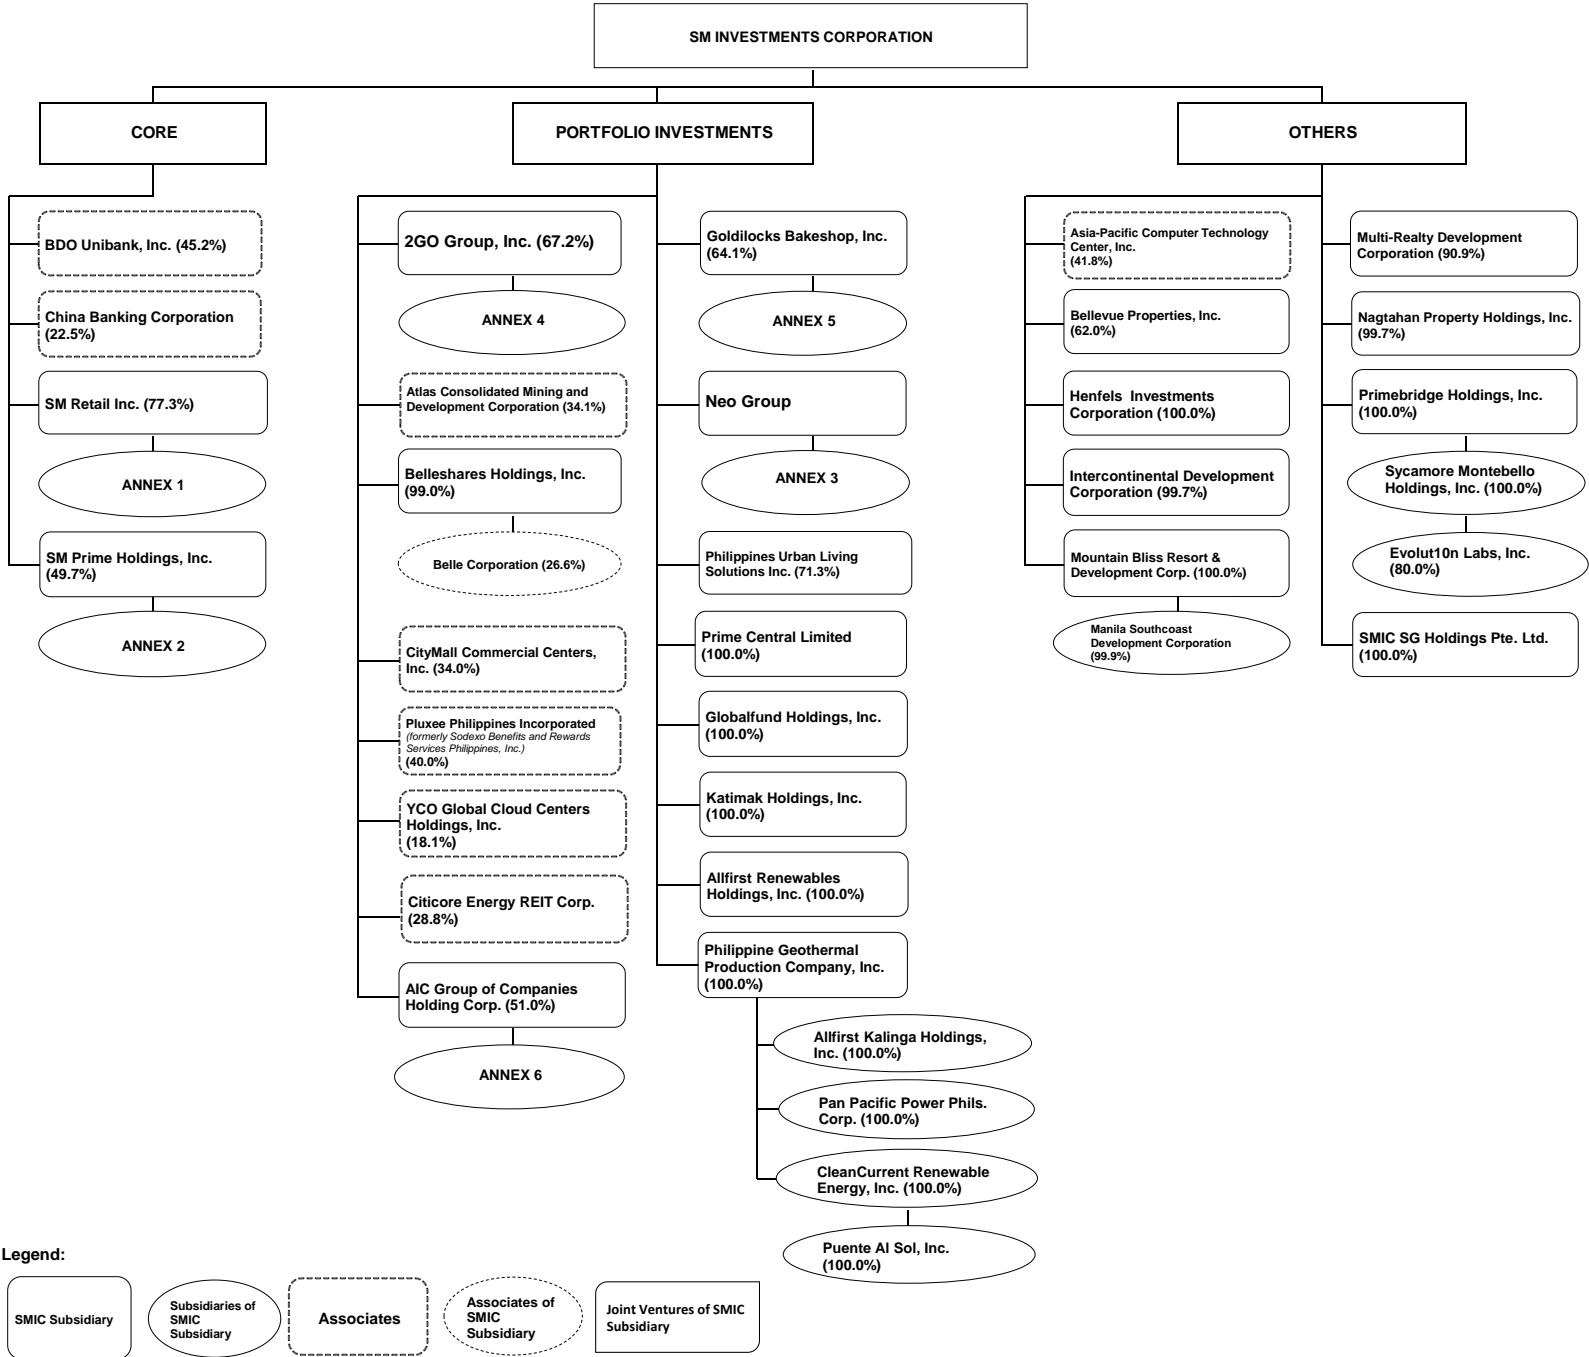 SM INVESTMENTS CORPORATION
CORE
PORTFOLIO INVESTMENTS
OTHERS
BDO Unibank, Inc. (45.2%)
China Banking Corporation
(22.5%)
SM Retail Inc. (77.3%)
ANNEX 1
SM Prime Holdings, Inc.
(49.7%)
ANNEX 2
2GO Group, Inc. (67.2%)
ANNEX 4
Atlas Consolidated Mining and
Development Corporation (34.1%)
Belleshares Holdings, Inc.
(99.0%)
Belle Corporation (26.6%)
CityMall Commercial Centers,
Inc. (34.0%)
Pluxee Philippines Incorporated
(formerly Sodexo Benefits and Rewards
Services Philippines, Inc.)
(40.0%)
YCO Global Cloud Centers
Holdings, Inc.
(18.1%)
Citicore Energy REIT Corp.
(28.8%)
AIC Group of Companies
Holding Corp. (51.0%)
ANNEX 6
Goldilocks Bakeshop, Inc.
(64.1%)
ANNEX 5
Neo Group
ANNEX 3
Philippines Urban Living
Solutions Inc. (71.3%)
Prime Central Limited
(100.0%)
Globalfund Holdings, Inc.
(100.0%)
Katimak Holdings, Inc.
(100.0%)
Allfirst Renewables
Holdings, Inc. (100.0%)
Philippine Geothermal
Production Company, Inc.
(100.0%)
Allfirst Kalinga Holdings,
Inc. (100.0%)
Pan Pacific Power Phils.
Corp. (100.0%)
CleanCurrent Renewable
Energy, Inc. (100.0%)
Puente Al Sol, Inc.
(100.0%)
Asia-Pacific Computer Technology
Center, Inc.
(41.8%)
Bellevue Properties, Inc.
(62.0%)
Henfels Investments
Corporation (100.0%)
Intercontinental Development
Corporation (99.7%)
Mountain Bliss Resort &
Development Corp. (100.0%)
Manila Southcoast
Development Corporation
(99.9%)
Multi-Realty Development
Corporation (90.9%)
Nagtahan Property Holdings, Inc.
(99.7%)
Primebridge Holdings, Inc.
(100.0%)
Sycamore Montebello
Holdings, Inc. (100.0%)
Evolut10n Labs, Inc.
(80.0%)
SMIC SG Holdings Pte. Ltd.
(100.0%)
Legend:
SMIC Subsidiary
Subsidiaries of
SMIC
Subsidiary
Associates
Associates of
SMIC
Subsidiary
Joint Ventures of SMIC
Subsidiary